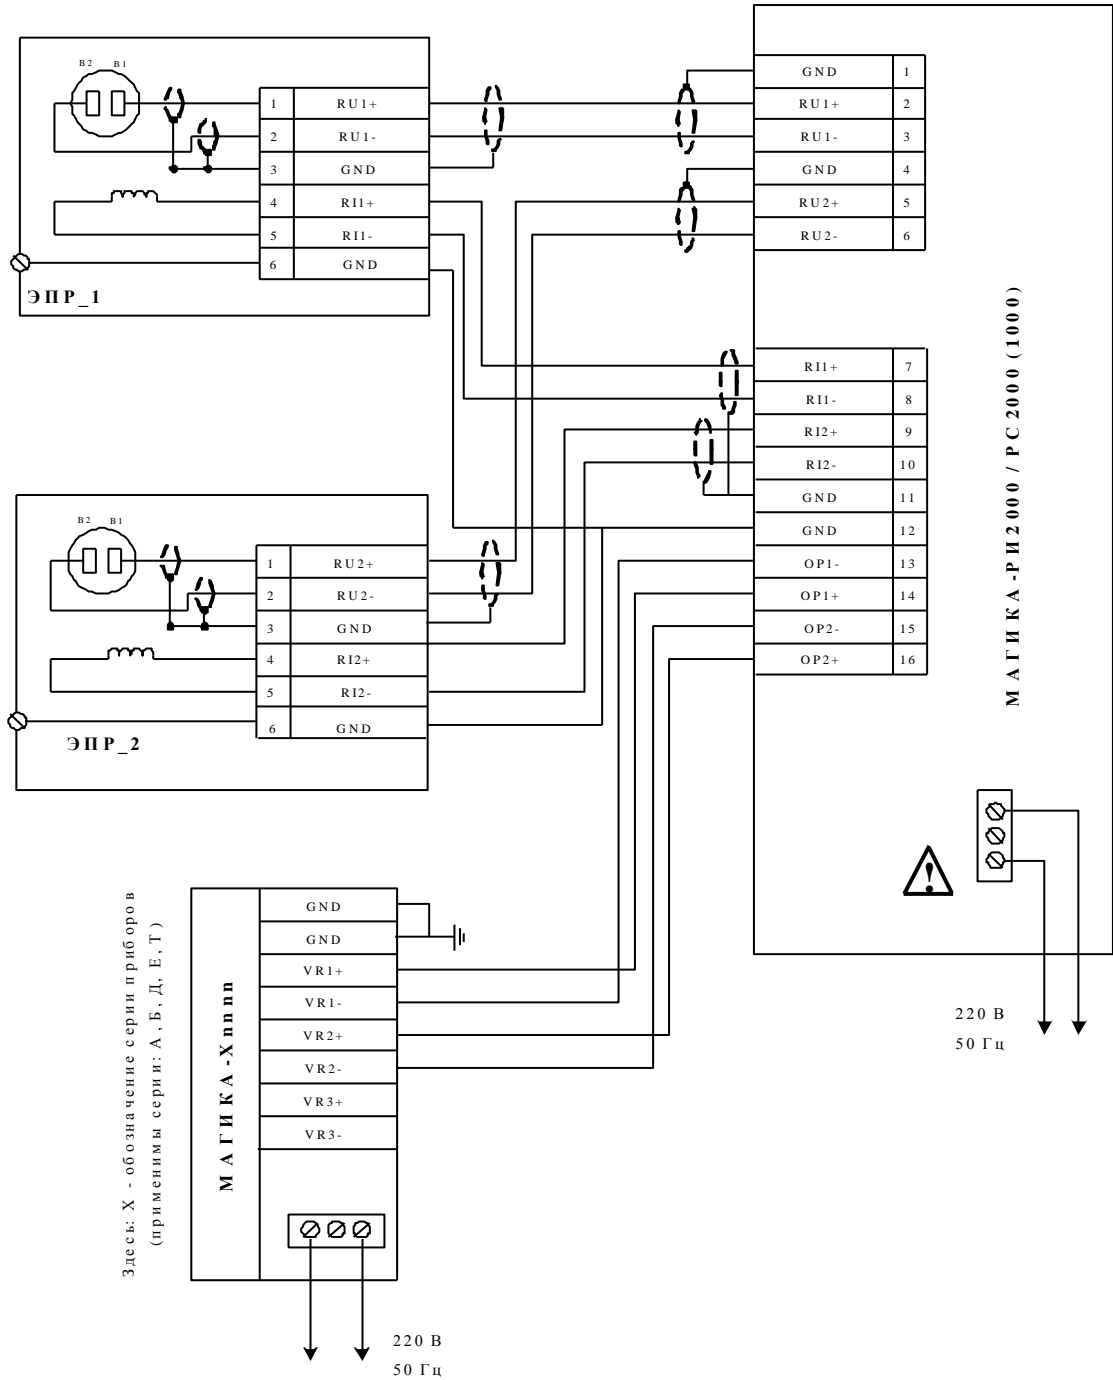 B2 B1
1 RU1+
2 RU1-
3 GND
4 RI1+
5 RI1-
6 GND
ЭПР_1
GND 1
RU1+ 2
RU1- 3
GND 4
RU2+ 5
RU2- 6
RI1+ 7
RI1- 8
RI2+ 9
RI2- 10
GND 11
GND 12
OP1- 13
OP1+ 14
OP2- 15
OP2+ 16
МАГИКА-РИ2000 / РС2000(1000)
B2 B1
1 RU2+
2 RU2-
3 GND
4 RI2+
5 RI2-
6 GND
ЭПР_2
!
220 В
50 Гц
Здесь: Х - обозначение серии приборов
(применимы серии: А, Б, Д, Е, Т)
МАГИКА-Хnnnn
GND
GND
VR1+
VR1-
VR2+
VR2-
VR3+
VR3-
220 В
50 Гц